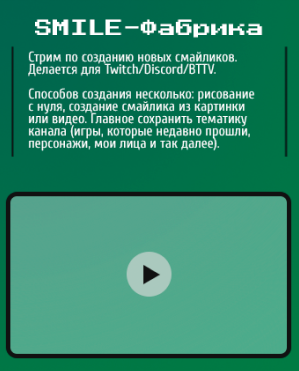 SMILE-Фабрика
Стрим по созданию новых смайликов.
Делается для Twitch/Discord/BTTV.
Способов создания несколько: рисование
с нуля, создание смайлика из картинки
или видео. Главное сохранить тематику
канала (игры, которые недавно прошли,
персонажи, мои лица и так далее).